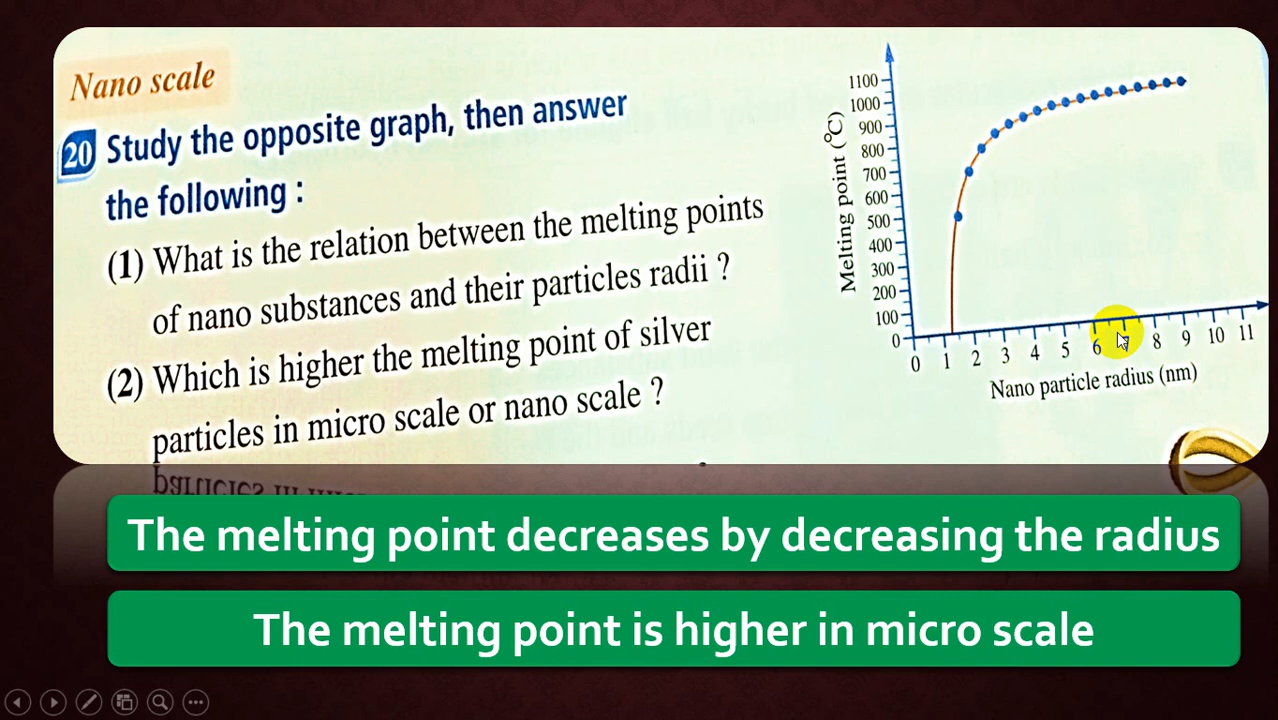 Nano scale
20 Study the opposite graph, then answer
the following :
(1) What is the relation between the melting points
of nano substances and their particles radii ?
(2) Which is higher the melting point of silver
particles in micro scale or nano scale ?
Melting point (°C)
1100
1000
900
800
700
600
500
400
300
200
100
0
0 1 2 3 4 5 6 7 8 9 10 11
Nano particle radius (nm)
The melting point decreases by decreasing the radius
The melting point is higher in micro scale